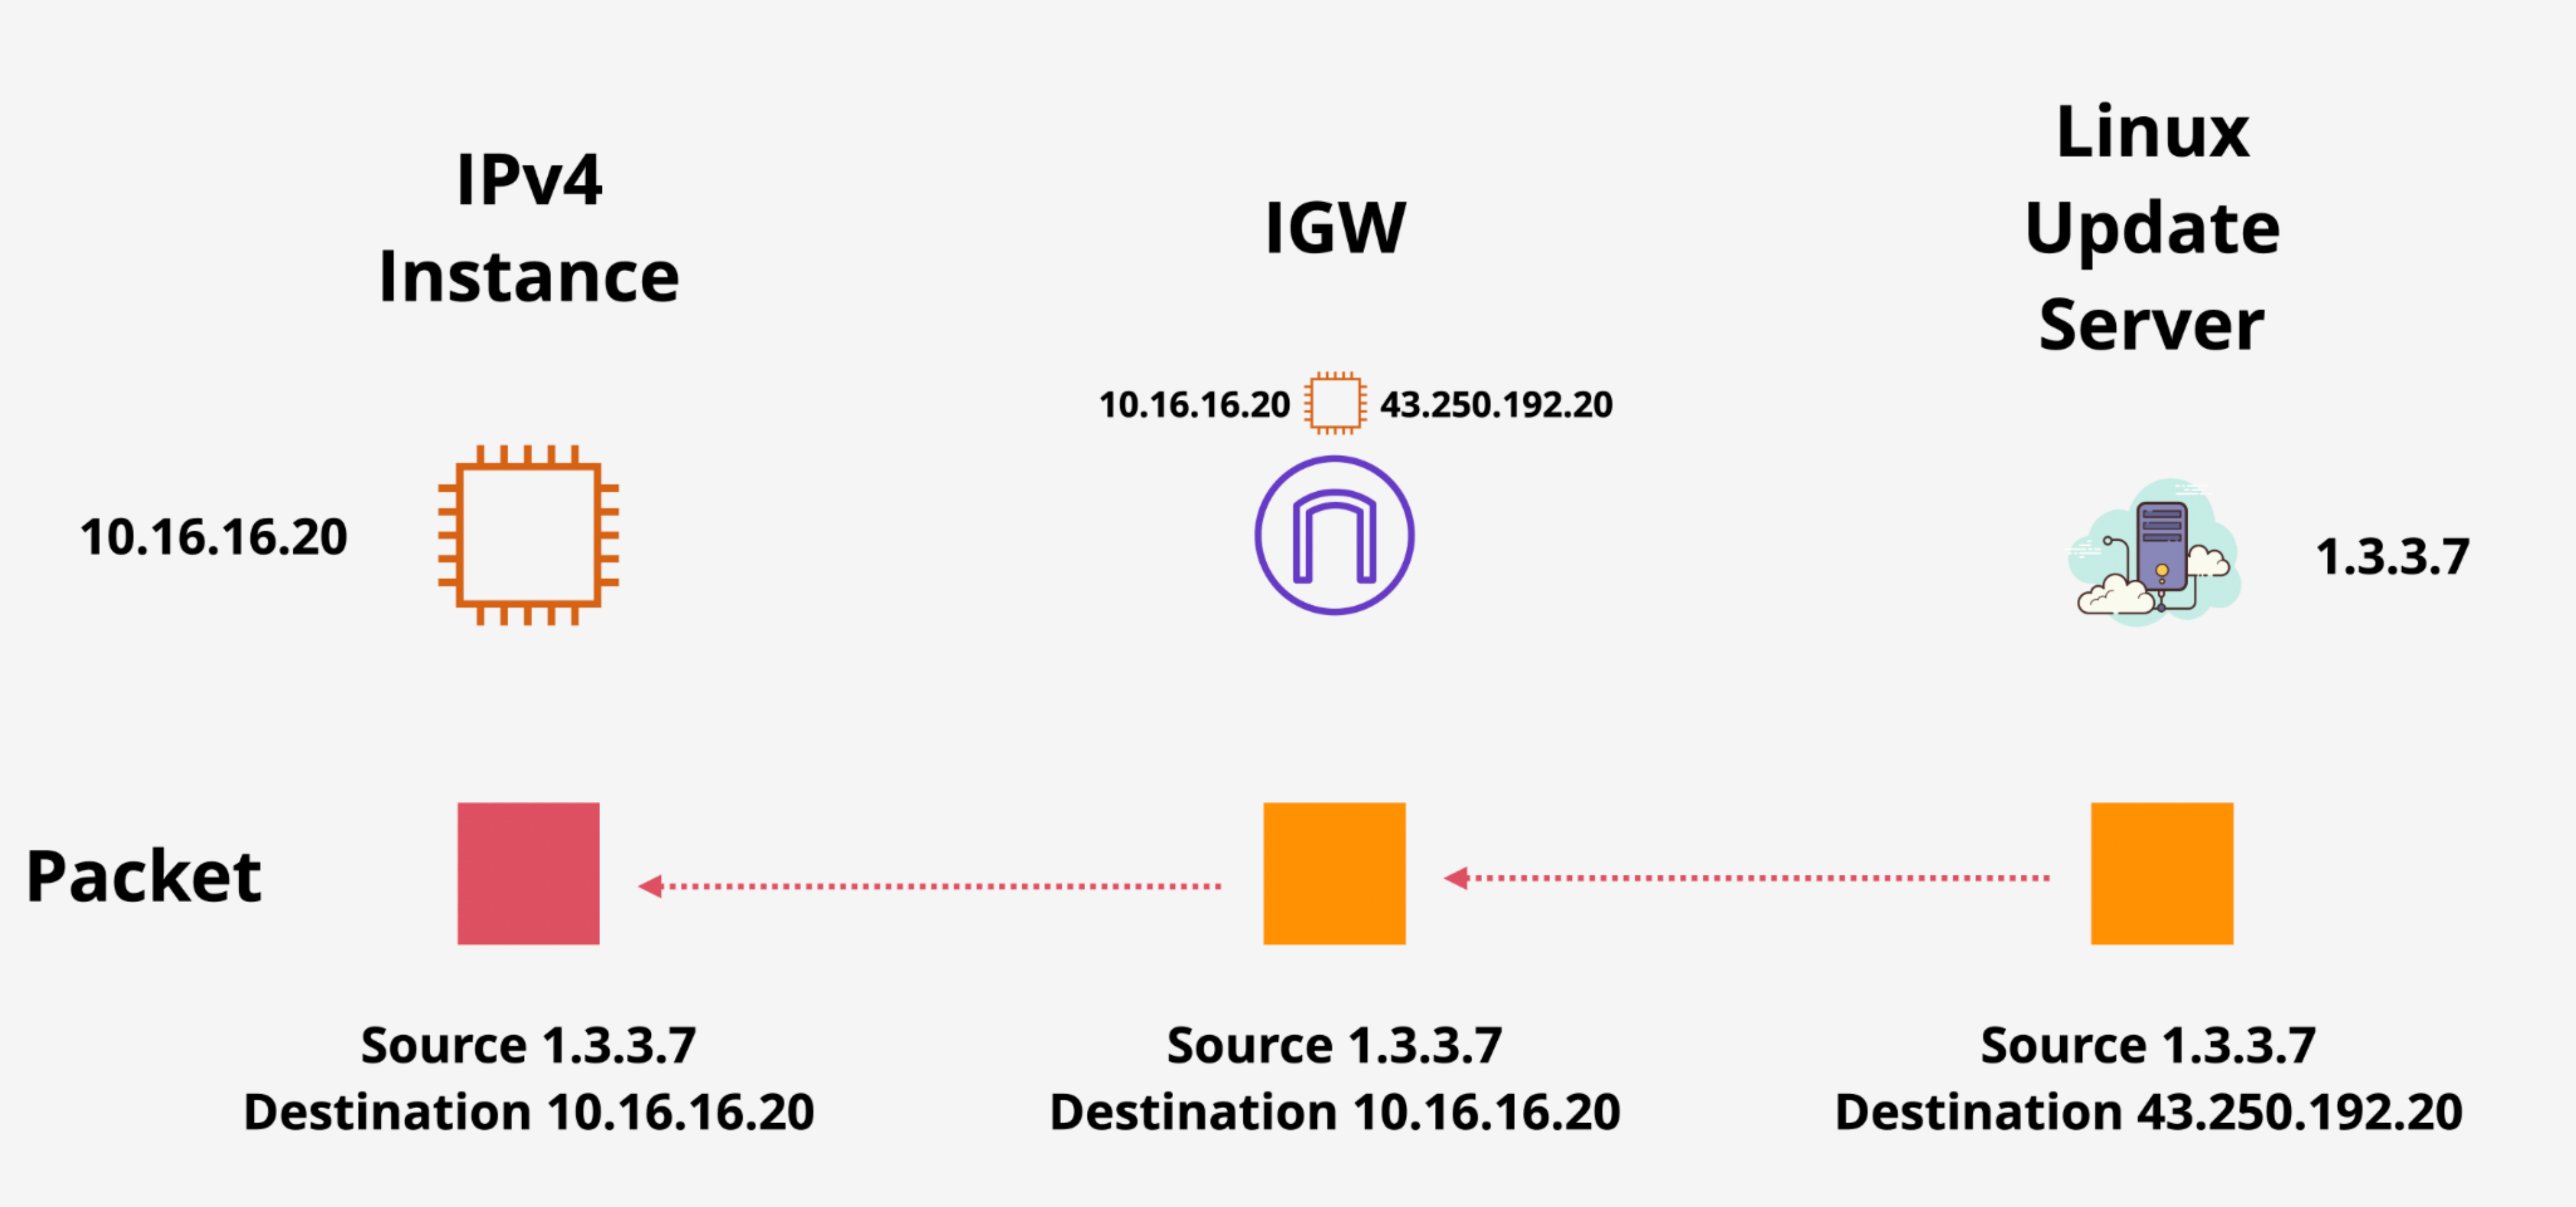 IPv4
Instance
IGW
Linux
Update
Server
10.16.16.20
43.250.192.20
10.16.16.20
1.3.3.7
Packet
Source 1.3.3.7
Destination 10.16.16.20
Source 1.3.3.7
Destination 10.16.16.20
Source 1.3.3.7
Destination 43.250.192.20